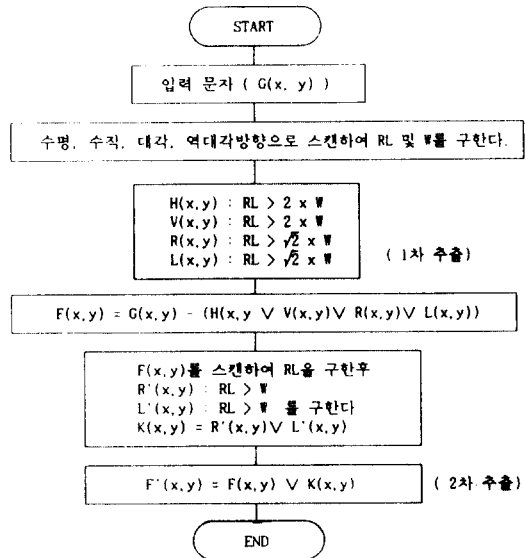 START
입력 문자 ( G(x, y) )
수평, 수직, 대각, 역대각방향으로 스캔하여 RL 및 W를 구한다.
H(x,y) : RL > 2 x W
V(x,y) : RL > 2 x W
R(x,y) : RL > √2 x W
L(x,y) : RL > √2 x W
( 1차 추출)
F(x,y) = G(x,y) - (H(x,y ∨ V(x,y)∨ R(x,y)∨ L(x,y))
F(x,y)를 스캔하여 RL을 구한후
R'(x,y) : RL > W
L'(x,y) : RL > W 를 구한다
K(x,y) = R'(x,y)∨ L'(x,y)
F'(x,y) = F(x,y) ∨ K(x,y)
( 2차 추출)
END